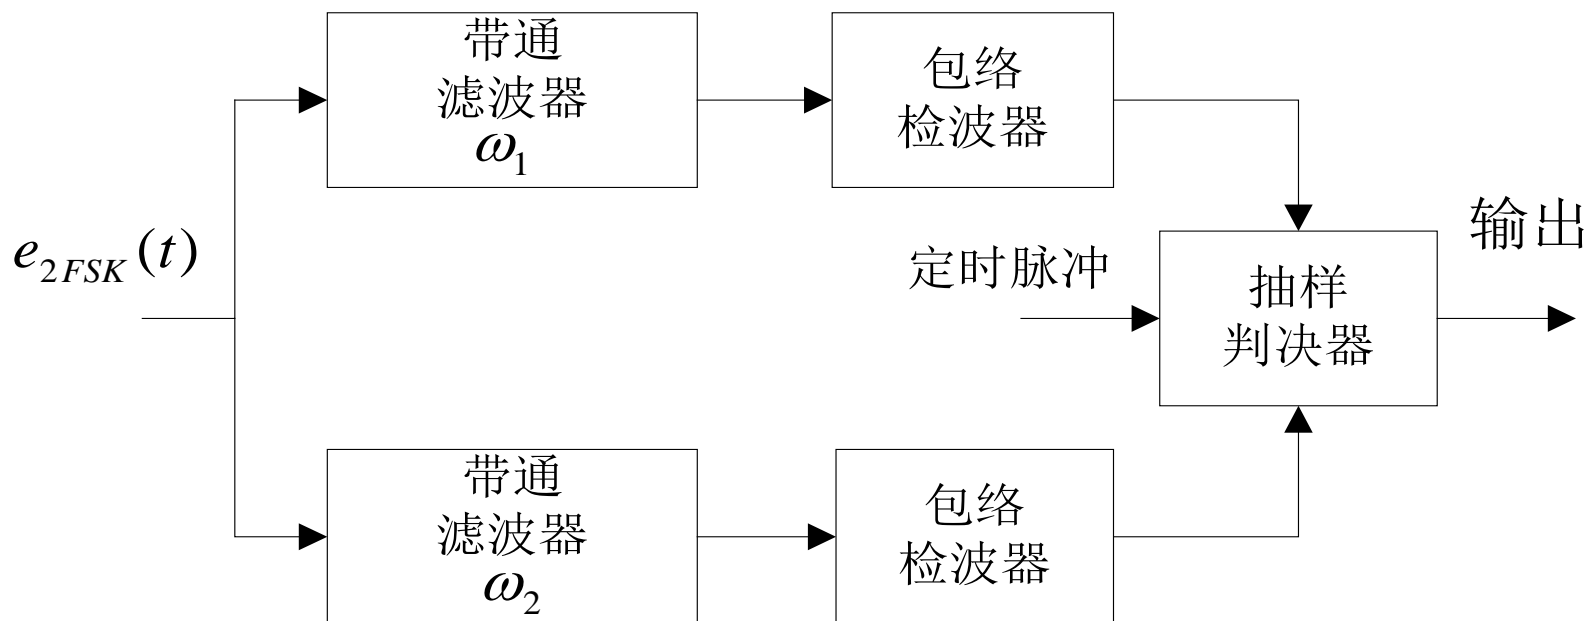 带通
滤波器
ω₁
包络
检波器
e₂FSK(t)
定时脉冲
抽样
判决器
输出
带通
滤波器
ω₂
包络
检波器